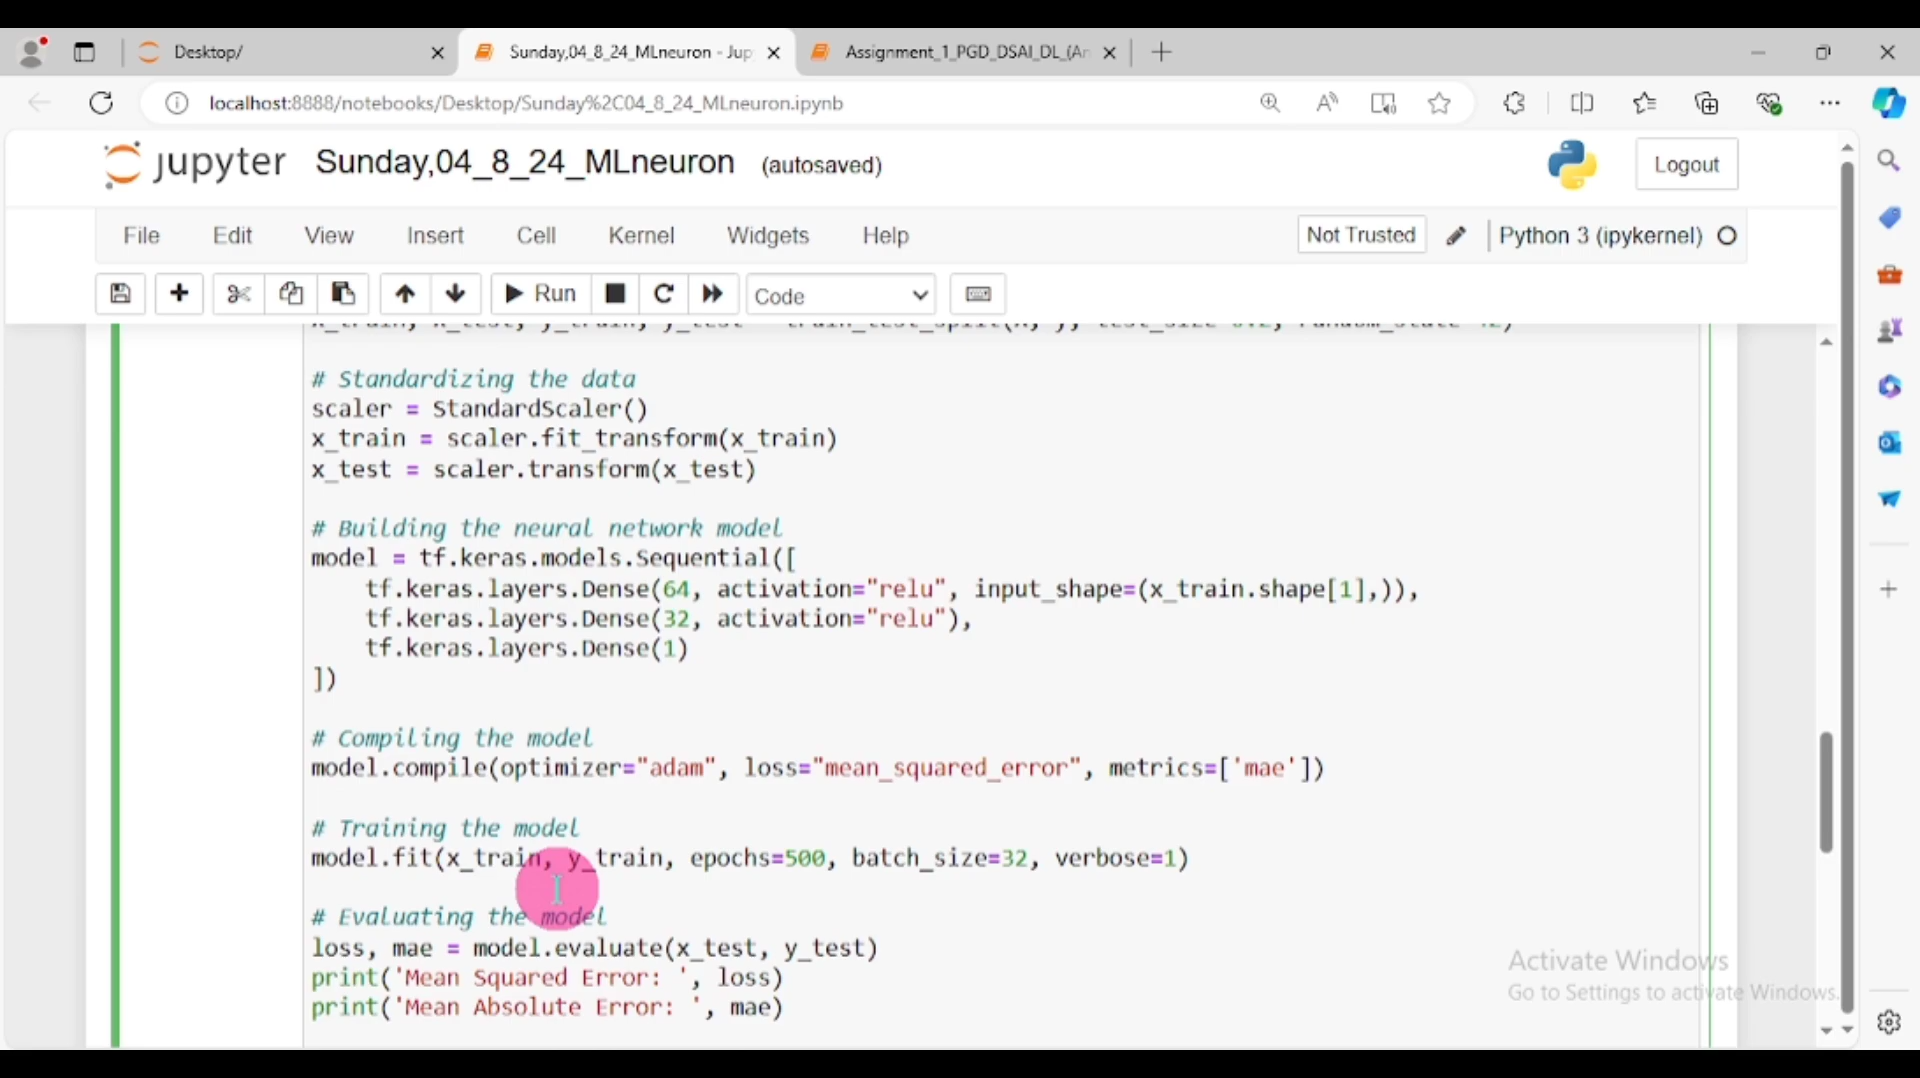 Desktop/
Sunday,04_8_24_MLneuron - Jup
Assignment_1_PGD_DSAI_DL_(Ar
localhost:8888/notebooks/Desktop/Sunday%2C04_8_24_MLneuron.ipynb
jupyter Sunday,04_8_24_MLneuron (autosaved)
Logout
File Edit View Insert Cell Kernel Widgets Help
Not Trusted
Python 3 (ipykernel)
Run
Code
# Standardizing the data
scaler = StandardScaler()
x_train = scaler.fit_transform(x_train)
x_test = scaler.transform(x_test)
# Building the neural network model
model = tf.keras.models.Sequential([
tf.keras.layers.Dense(64, activation="relu", input_shape=(x_train.shape[1],)),
tf.keras.layers.Dense(32, activation="relu"),
tf.keras.layers.Dense(1)
])
# Compiling the model
model.compile(optimizer="adam", loss="mean_squared_error", metrics=['mae'])
# Training the model
model.fit(x_train, y_train, epochs=500, batch_size=32, verbose=1)
# Evaluating the model
loss, mae = model.evaluate(x_test, y_test)
print('Mean Squared Error: ', loss)
print('Mean Absolute Error: ', mae)
Activate Windows
Go to Settings to activate Windows.